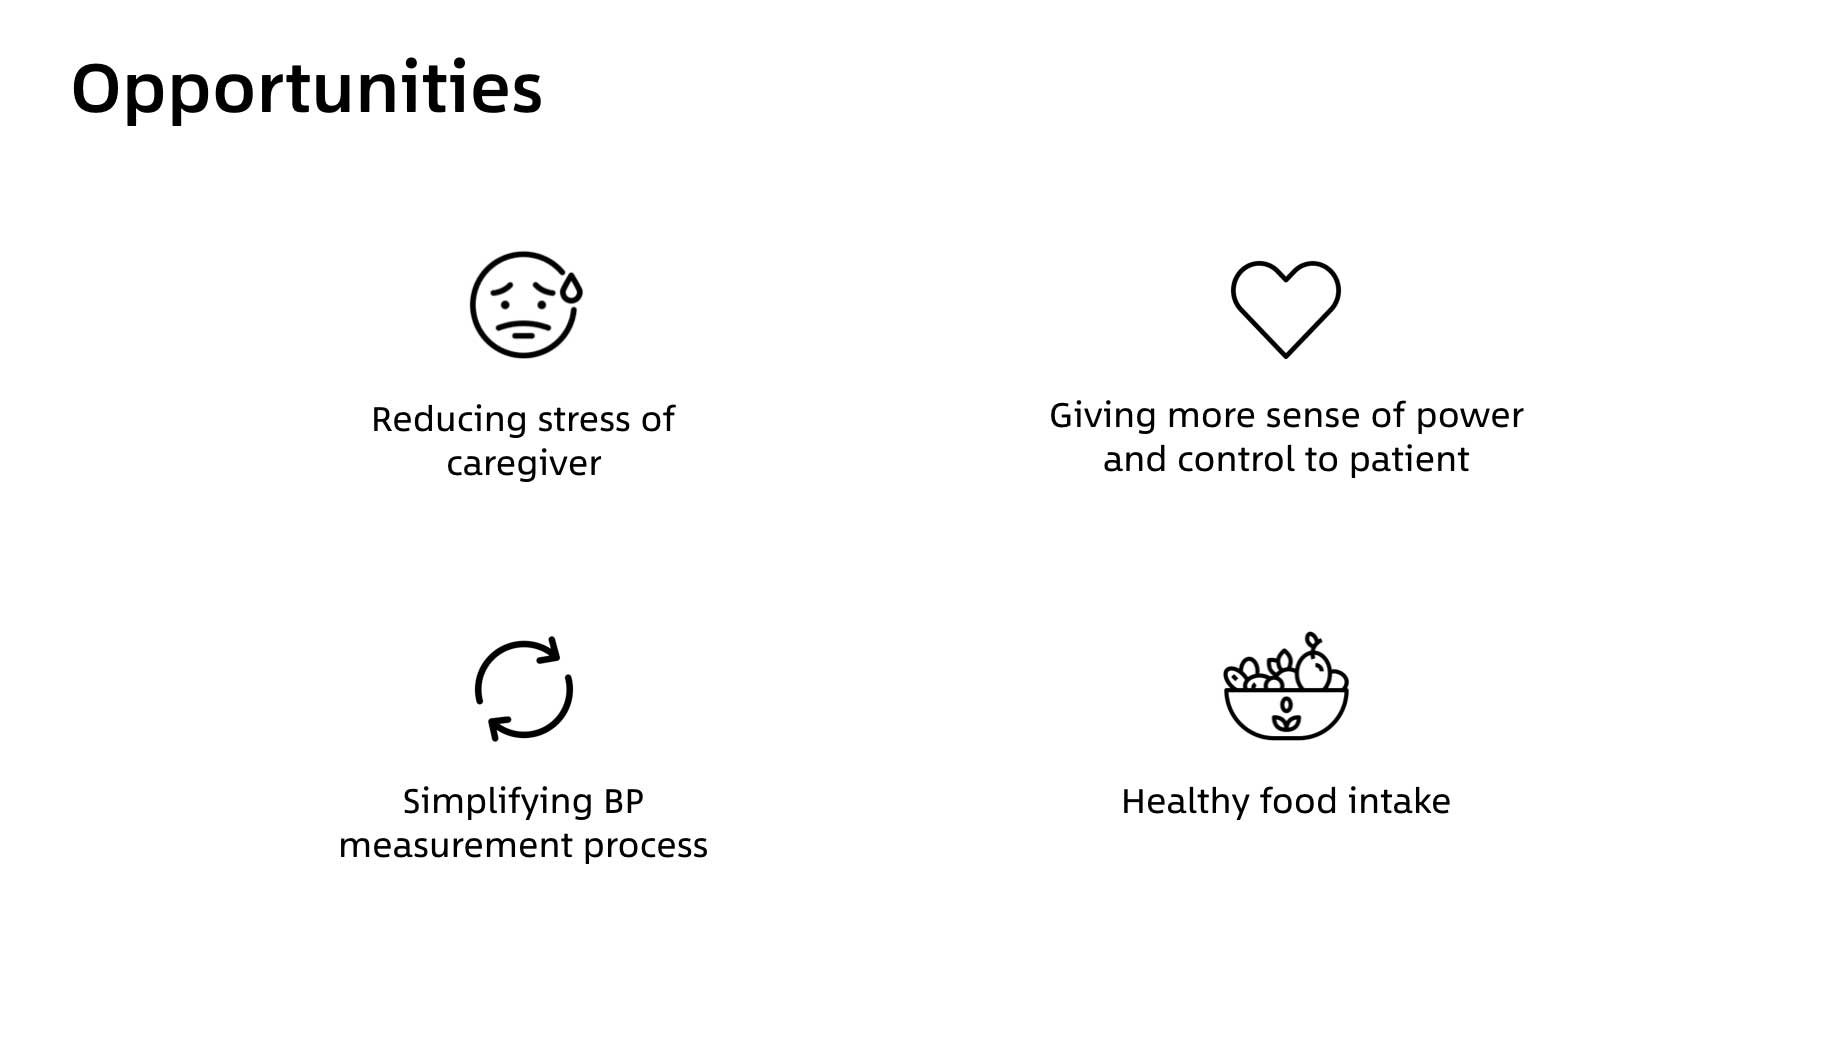 Opportunities
Reducing stress of
caregiver
Giving more sense of power
and control to patient
Simplifying BP
measurement process
Healthy food intake